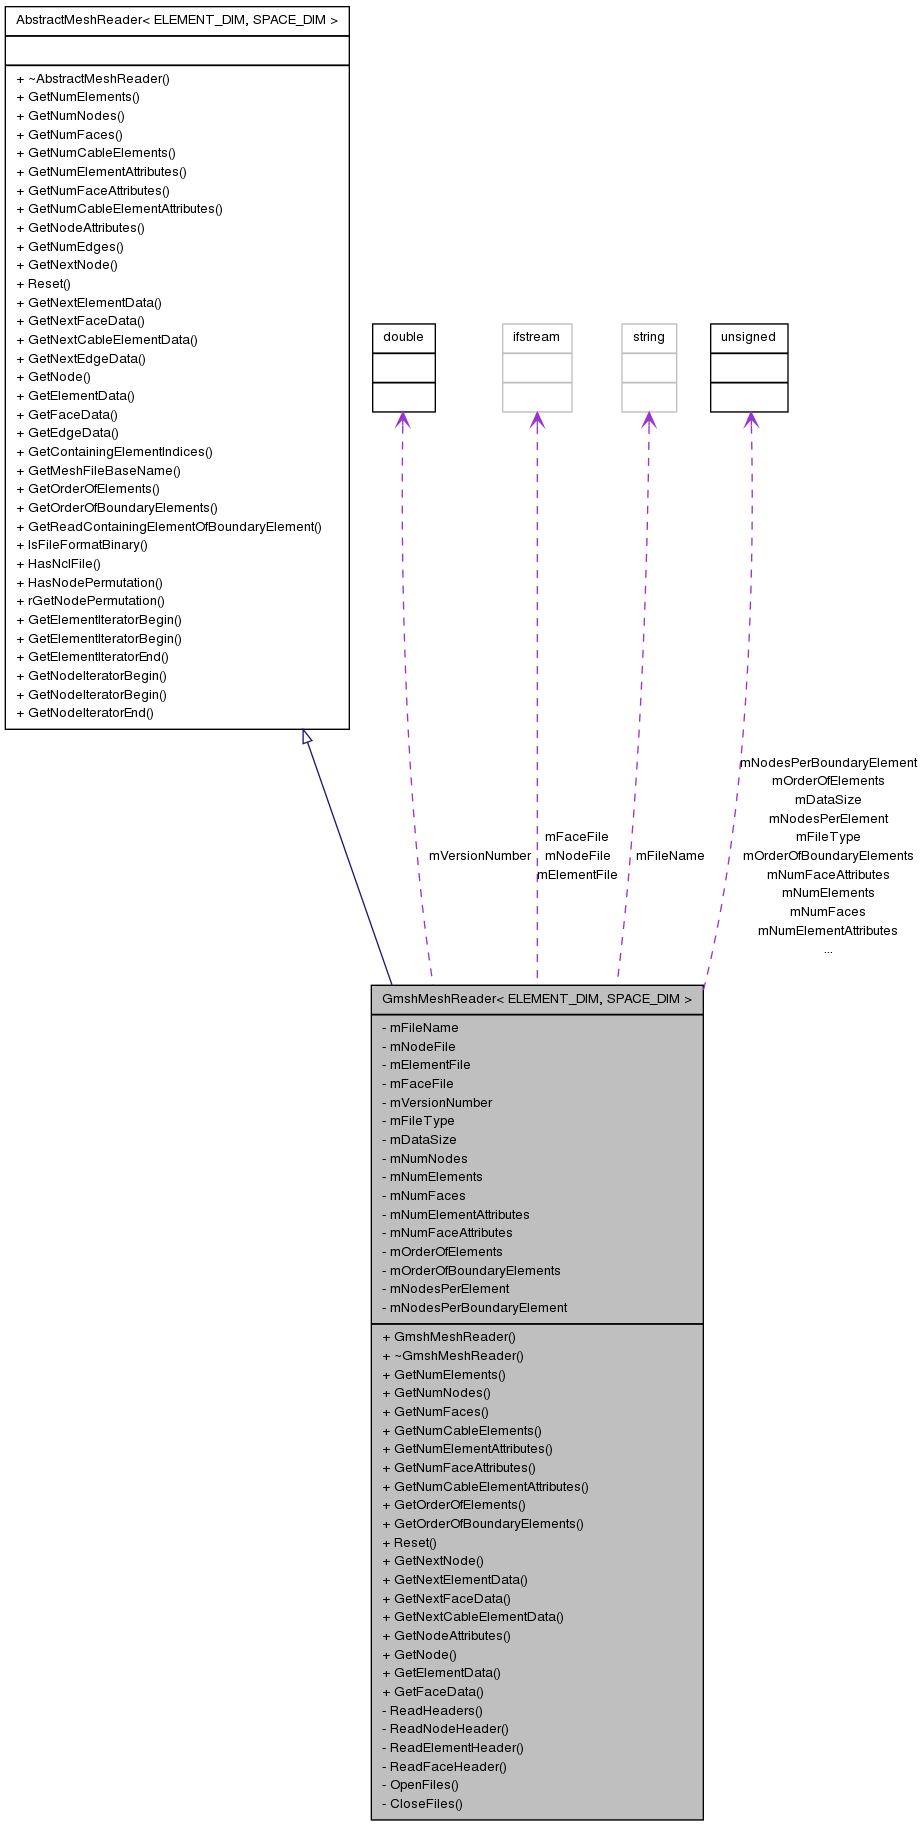 AbstractMeshReader< ELEMENT_DIM, SPACE_DIM >
+ ~AbstractMeshReader()
+ GetNumElements()
+ GetNumNodes()
+ GetNumFaces()
+ GetNumCableElements()
+ GetNumElementAttributes()
+ GetNumFaceAttributes()
+ GetNumCableElementAttributes()
+ GetNodeAttributes()
+ GetNumEdges()
+ GetNextNode()
+ Reset()
+ GetNextElementData()
+ GetNextFaceData()
+ GetNextCableElementData()
+ GetNextEdgeData()
+ GetNode()
+ GetElementData()
+ GetFaceData()
+ GetEdgeData()
+ GetContainingElementIndices()
+ GetMeshFileBaseName()
+ GetOrderOfElements()
+ GetOrderOfBoundaryElements()
+ GetReadContainingElementOfBoundaryElement()
+ IsFileFormatBinary()
+ HasNclFile()
+ HasNodePermutation()
+ rGetNodePermutation()
+ GetElementIteratorBegin()
+ GetElementIteratorBegin()
+ GetElementIteratorEnd()
+ GetNodeIteratorBegin()
+ GetNodeIteratorBegin()
+ GetNodeIteratorEnd()
double
ifstream
string
unsigned
mVersionNumber
mFaceFile
mNodeFile
mElementFile
mFileName
mNodesPerBoundaryElement
mOrderOfElements
mDataSize
mNodesPerElement
mFileType
mOrderOfBoundaryElements
mNumFaceAttributes
mNumElements
mNumFaces
mNumElementAttributes
...
GmshMeshReader< ELEMENT_DIM, SPACE_DIM >
- mFileName
- mNodeFile
- mElementFile
- mFaceFile
- mVersionNumber
- mFileType
- mDataSize
- mNumNodes
- mNumElements
- mNumFaces
- mNumElementAttributes
- mNumFaceAttributes
- mOrderOfElements
- mOrderOfBoundaryElements
- mNodesPerElement
- mNodesPerBoundaryElement
+ GmshMeshReader()
+ ~GmshMeshReader()
+ GetNumElements()
+ GetNumNodes()
+ GetNumFaces()
+ GetNumCableElements()
+ GetNumElementAttributes()
+ GetNumFaceAttributes()
+ GetNumCableElementAttributes()
+ GetOrderOfElements()
+ GetOrderOfBoundaryElements()
+ Reset()
+ GetNextNode()
+ GetNextElementData()
+ GetNextFaceData()
+ GetNextCableElementData()
+ GetNodeAttributes()
+ GetNode()
+ GetElementData()
+ GetFaceData()
- ReadHeaders()
- ReadNodeHeader()
- ReadElementHeader()
- ReadFaceHeader()
- OpenFiles()
- CloseFiles()